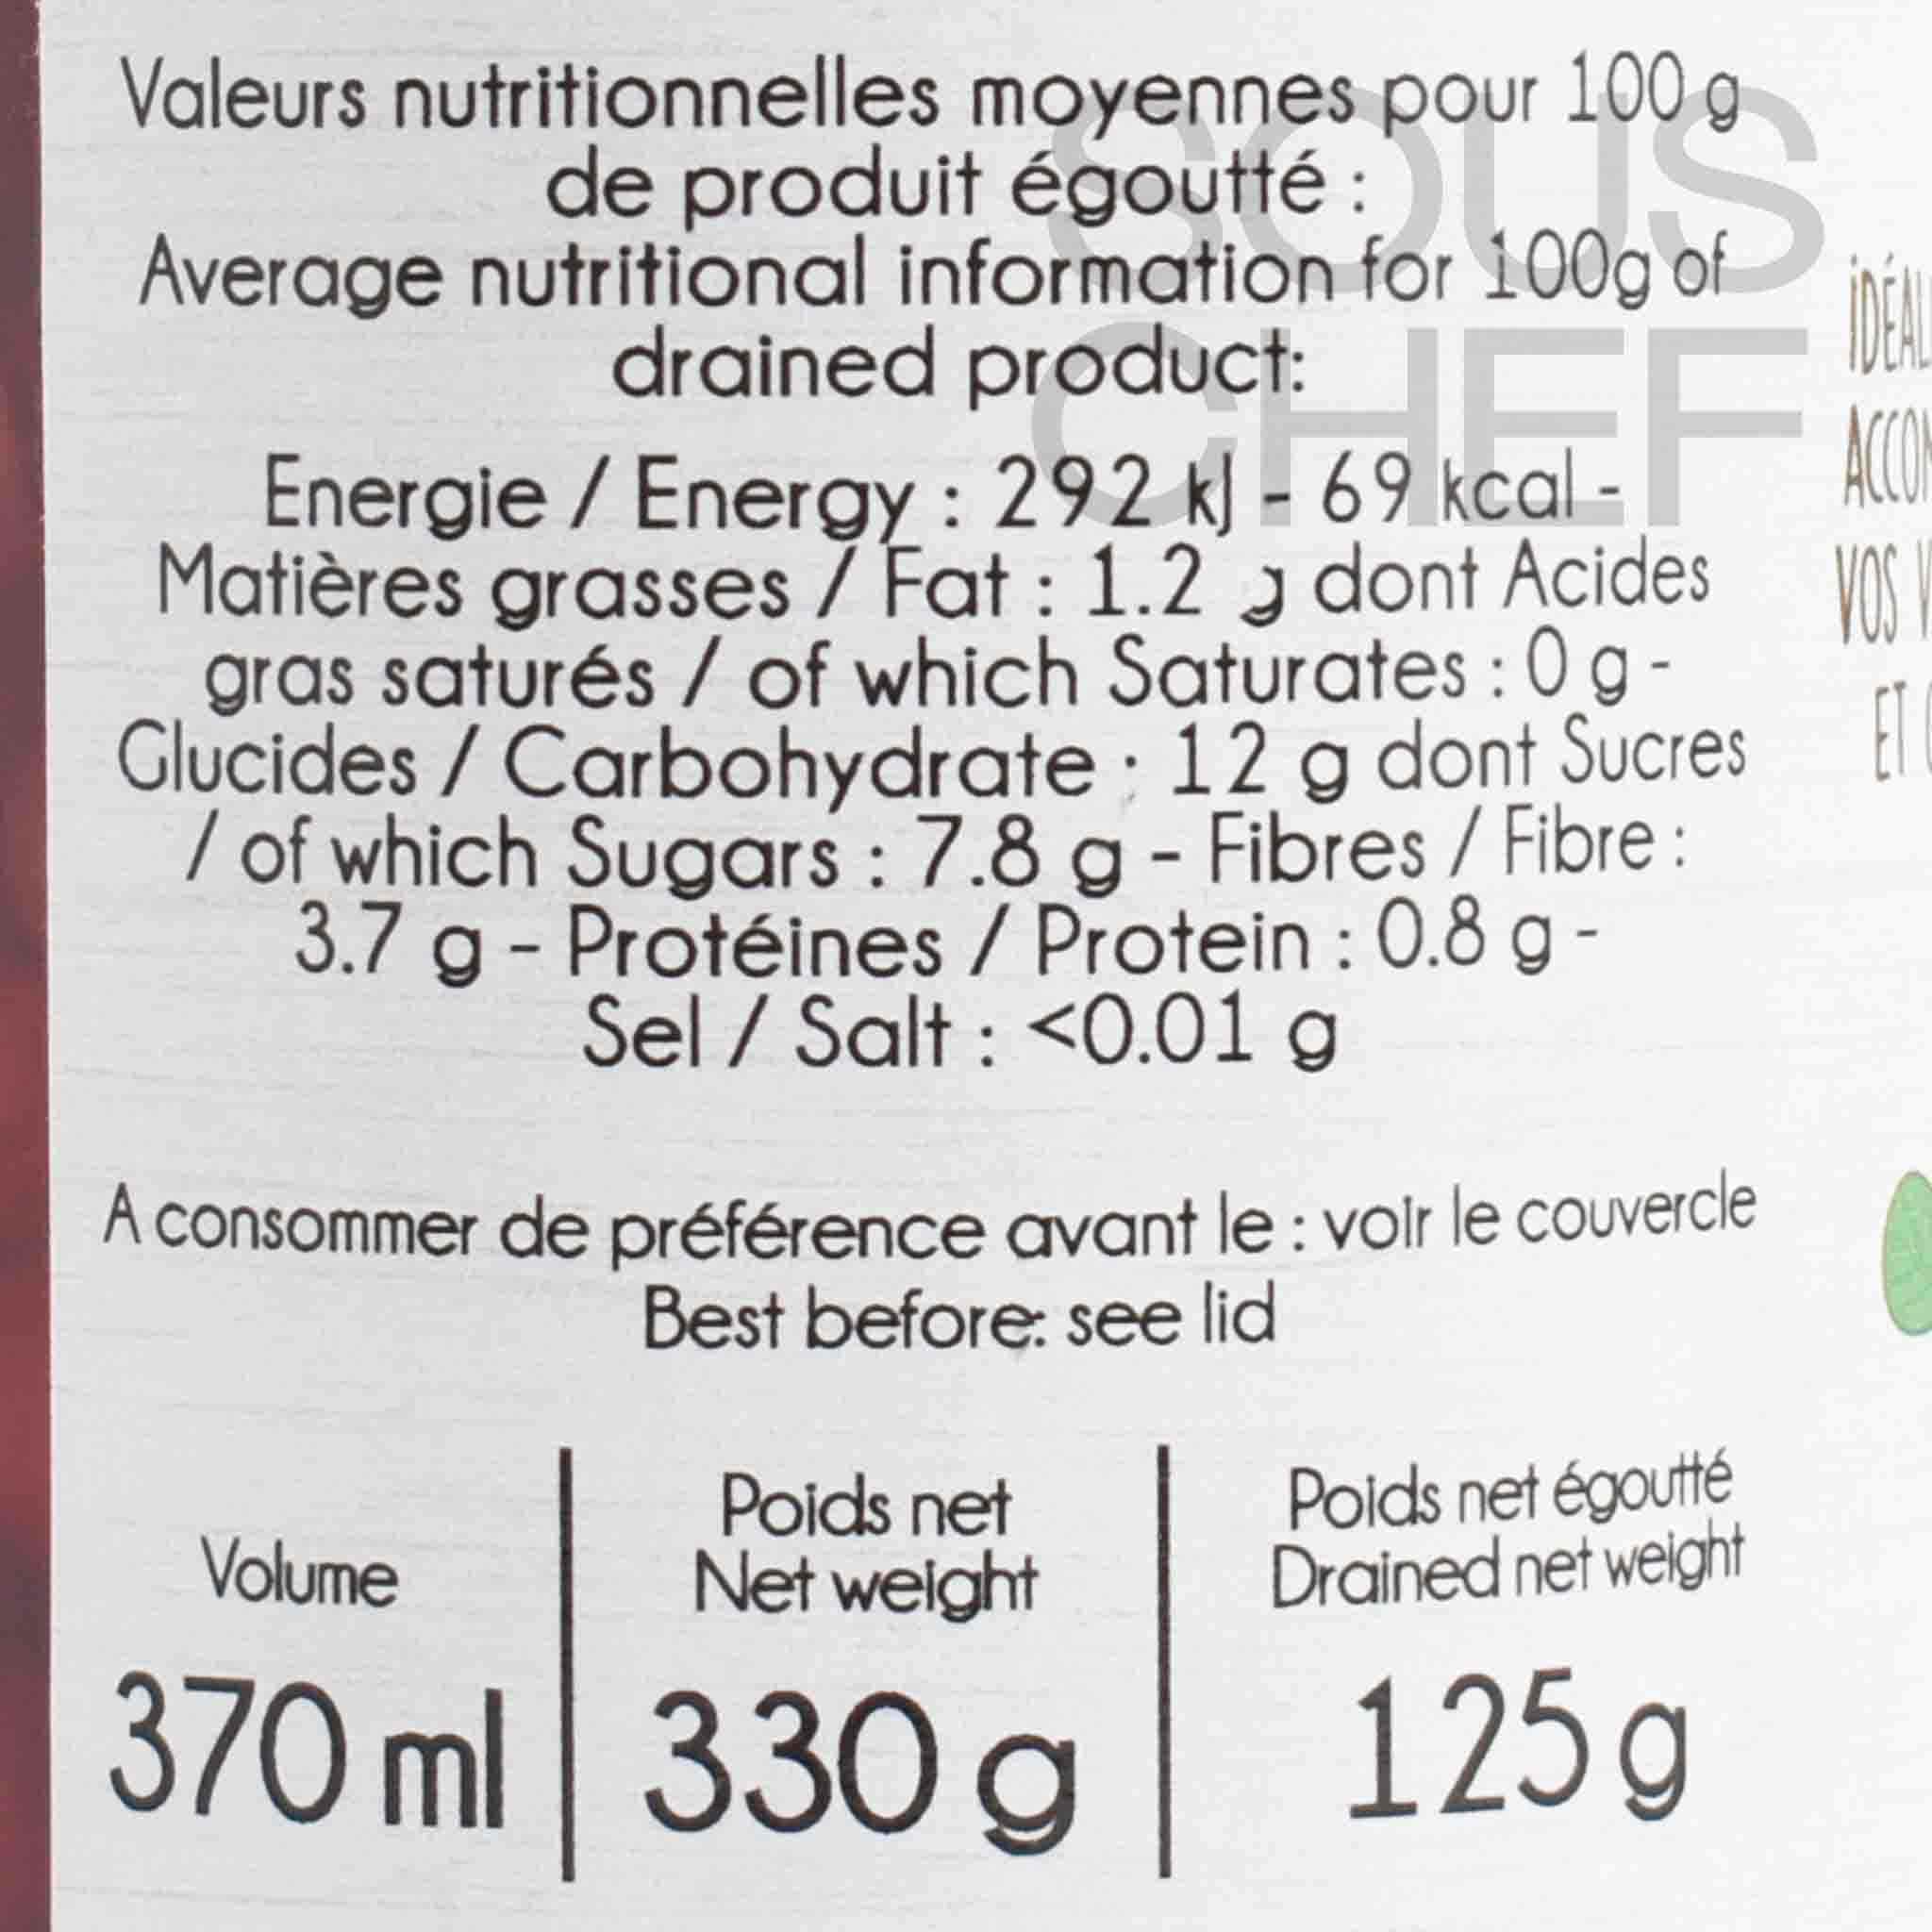 Valeurs nutritionnelles moyennes pour 100 g
de produit égoutté :
Average nutritional information for 100g of
drained product:
Energie / Energy : 292 kJ - 69 kcal -
Matières grasses / Fat : 1.2 g dont Acides
gras saturés / of which Saturates : 0 g -
Glucides / Carbohydrate : 12 g dont Sucres
/ of which Sugars : 7.8 g - Fibres / Fibre :
3.7 g - Protéines / Protein : 0.8 g -
Sel / Salt : <0.01 g
A consommer de préférence avant le : voir le couvercle
Best before: see lid
Volume
370 ml
Poids net
Net weight
330 g
Poids net égoutté
Drained net weight
125 g
SOUS
CHEF
VOS
ET